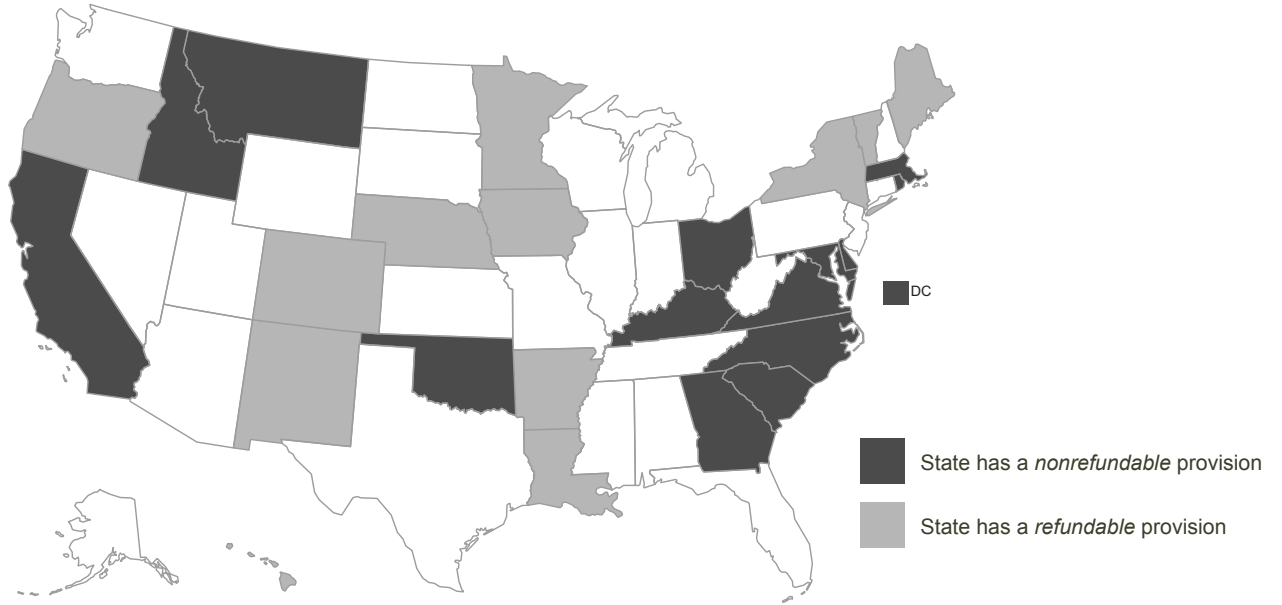 DC
State has a nonrefundable provision
State has a refundable provision